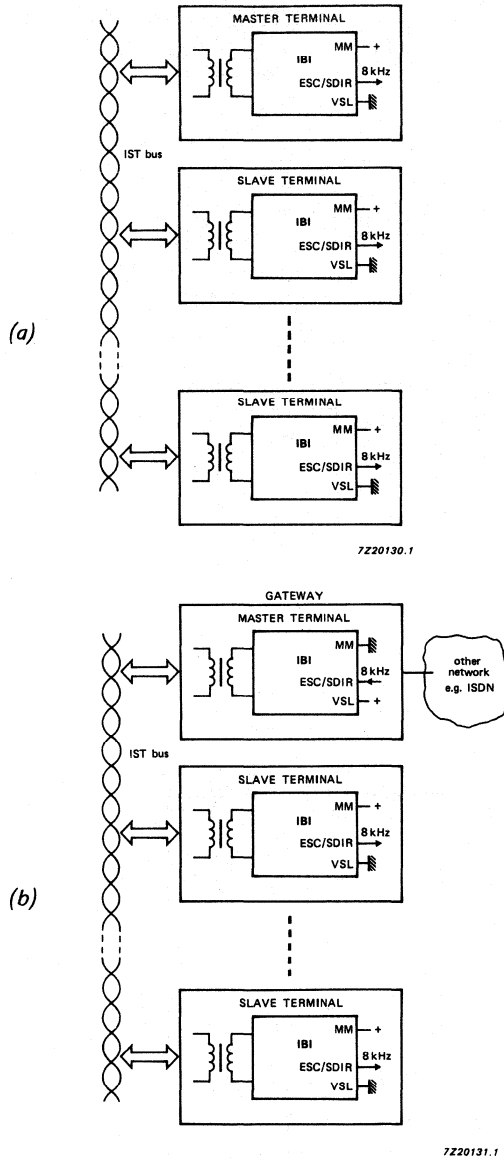 MASTER TERMINAL
MM +
IBI
8 kHz
ESC/SDIR
VSL
IST bus
SLAVE TERMINAL
MM +
IBI
8 kHz
ESC/SDIR
VSL
(a)
SLAVE TERMINAL
MM +
IBI
8 kHz
ESC/SDIR
VSL
7Z20130.1
GATEWAY
MASTER TERMINAL
MM
IBI
8 kHz
ESC/SDIR
VSL +
other
network
e.g. ISDN
IST bus
SLAVE TERMINAL
MM +
IBI
8 kHz
ESC/SDIR
VSL
(b)
SLAVE TERMINAL
MM +
IBI
8 kHz
ESC/SDIR
VSL
7Z20131.1